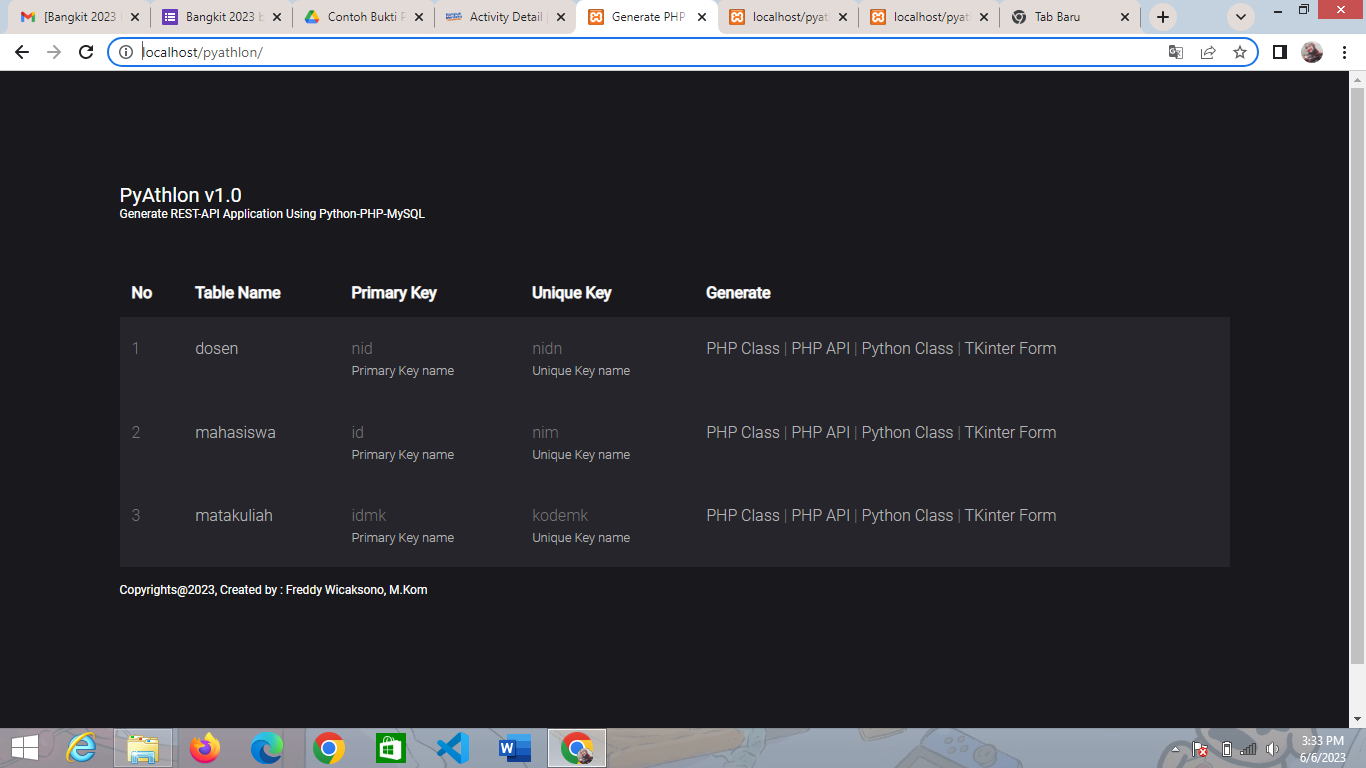 [Bangkit 2023
Bangkit 2023 b
Contoh Bukti P
Activity Detail
Generate PHP
localhost/pyat
localhost/pyat
Tab Baru
localhost/pyathlon/
PyAthlon v1.0
Generate REST-API Application Using Python-PHP-MySQL
No Table Name Primary Key Unique Key Generate
1 dosen nid nidn PHP Class | PHP API | Python Class | TKinter Form
Primary Key name Unique Key name
2 mahasiswa id nim PHP Class | PHP API | Python Class | TKinter Form
Primary Key name Unique Key name
3 matakuliah idmk kodemk PHP Class | PHP API | Python Class | TKinter Form
Primary Key name Unique Key name
Copyrights@2023, Created by : Freddy Wicaksono, M.Kom
3:33 PM
6/6/2023